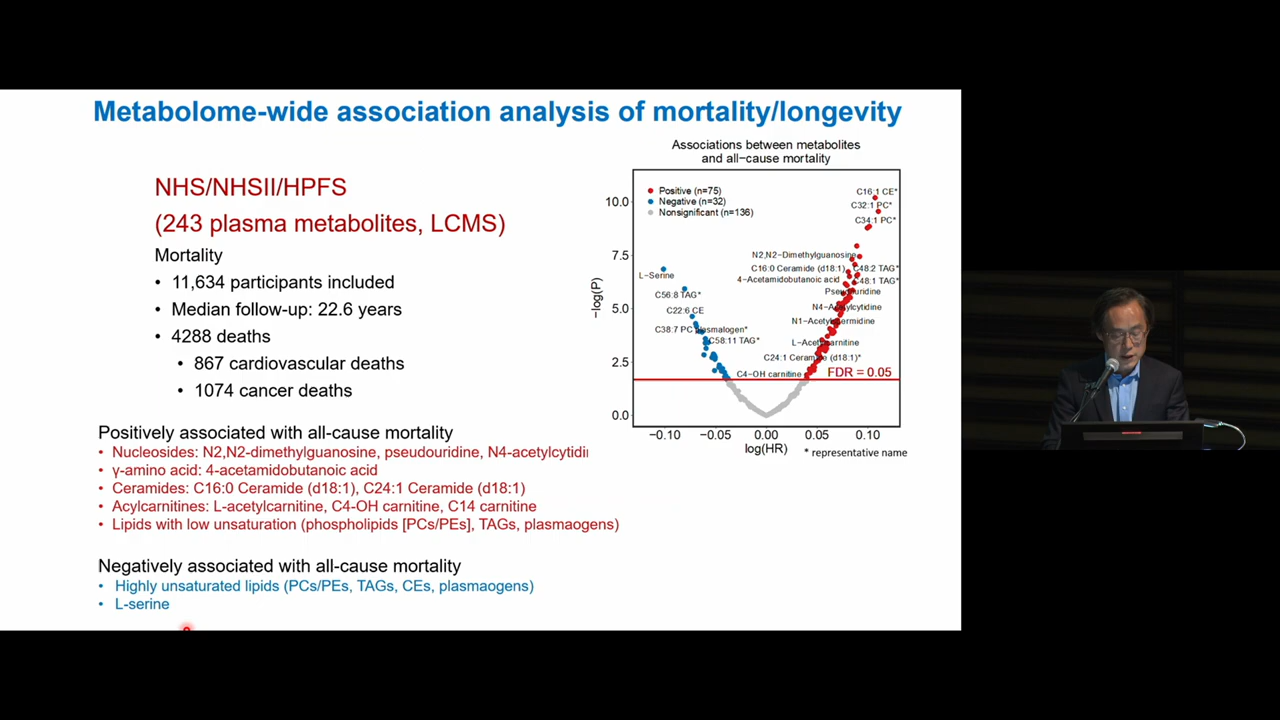 Metabolome-wide association analysis of mortality/longevity
NHS/NHSII/HPFS
(243 plasma metabolites, LCMS)
Mortality
• 11,634 participants included
• Median follow-up: 22.6 years
• 4288 deaths
• 867 cardiovascular deaths
• 1074 cancer deaths
Positively associated with all-cause mortality
• Nucleosides: N2,N2-dimethylguanosine, pseudouridine, N4-acetylcytidi
• γ-amino acid: 4-acetamidobutanoic acid
• Ceramides: C16:0 Ceramide (d18:1), C24:1 Ceramide (d18:1)
• Acylcarnitines: L-acetylcarnitine, C4-OH carnitine, C14 carnitine
• Lipids with low unsaturation (phospholipids [PCs/PEs], TAGs, plasmaogens)
Negatively associated with all-cause mortality
• Highly unsaturated lipids (PCs/PEs, TAGs, CEs, plasmaogens)
• L-serine
Associations between metabolites
and all−cause mortality
Positive (n=75)
Negative (n=32)
Nonsignificant (n=136)
C16:1 CE*
C32:1 PC*
C34:1 PC*
N2,N2−Dimethylguanosine
C16:0 Ceramide (d18:1)
C48:2 TAG*
4−Acetamidobutanoic acid
C48:1 TAG*
Pseudouridine
N4−Acetylcytidine
N1−Acetylspermidine
L−Acetylcarnitine
C24:1 Ceramide (d18:1)*
C4−OH carnitine
L−Serine
C56:8 TAG*
C22:6 CE
C38:7 PC plasmalogen*
C58:11 TAG*
FDR = 0.05
−log(P)
10.0
7.5
5.0
2.5
0.0
−0.10 −0.05 0.00 0.05 0.10
log(HR)
* representative name